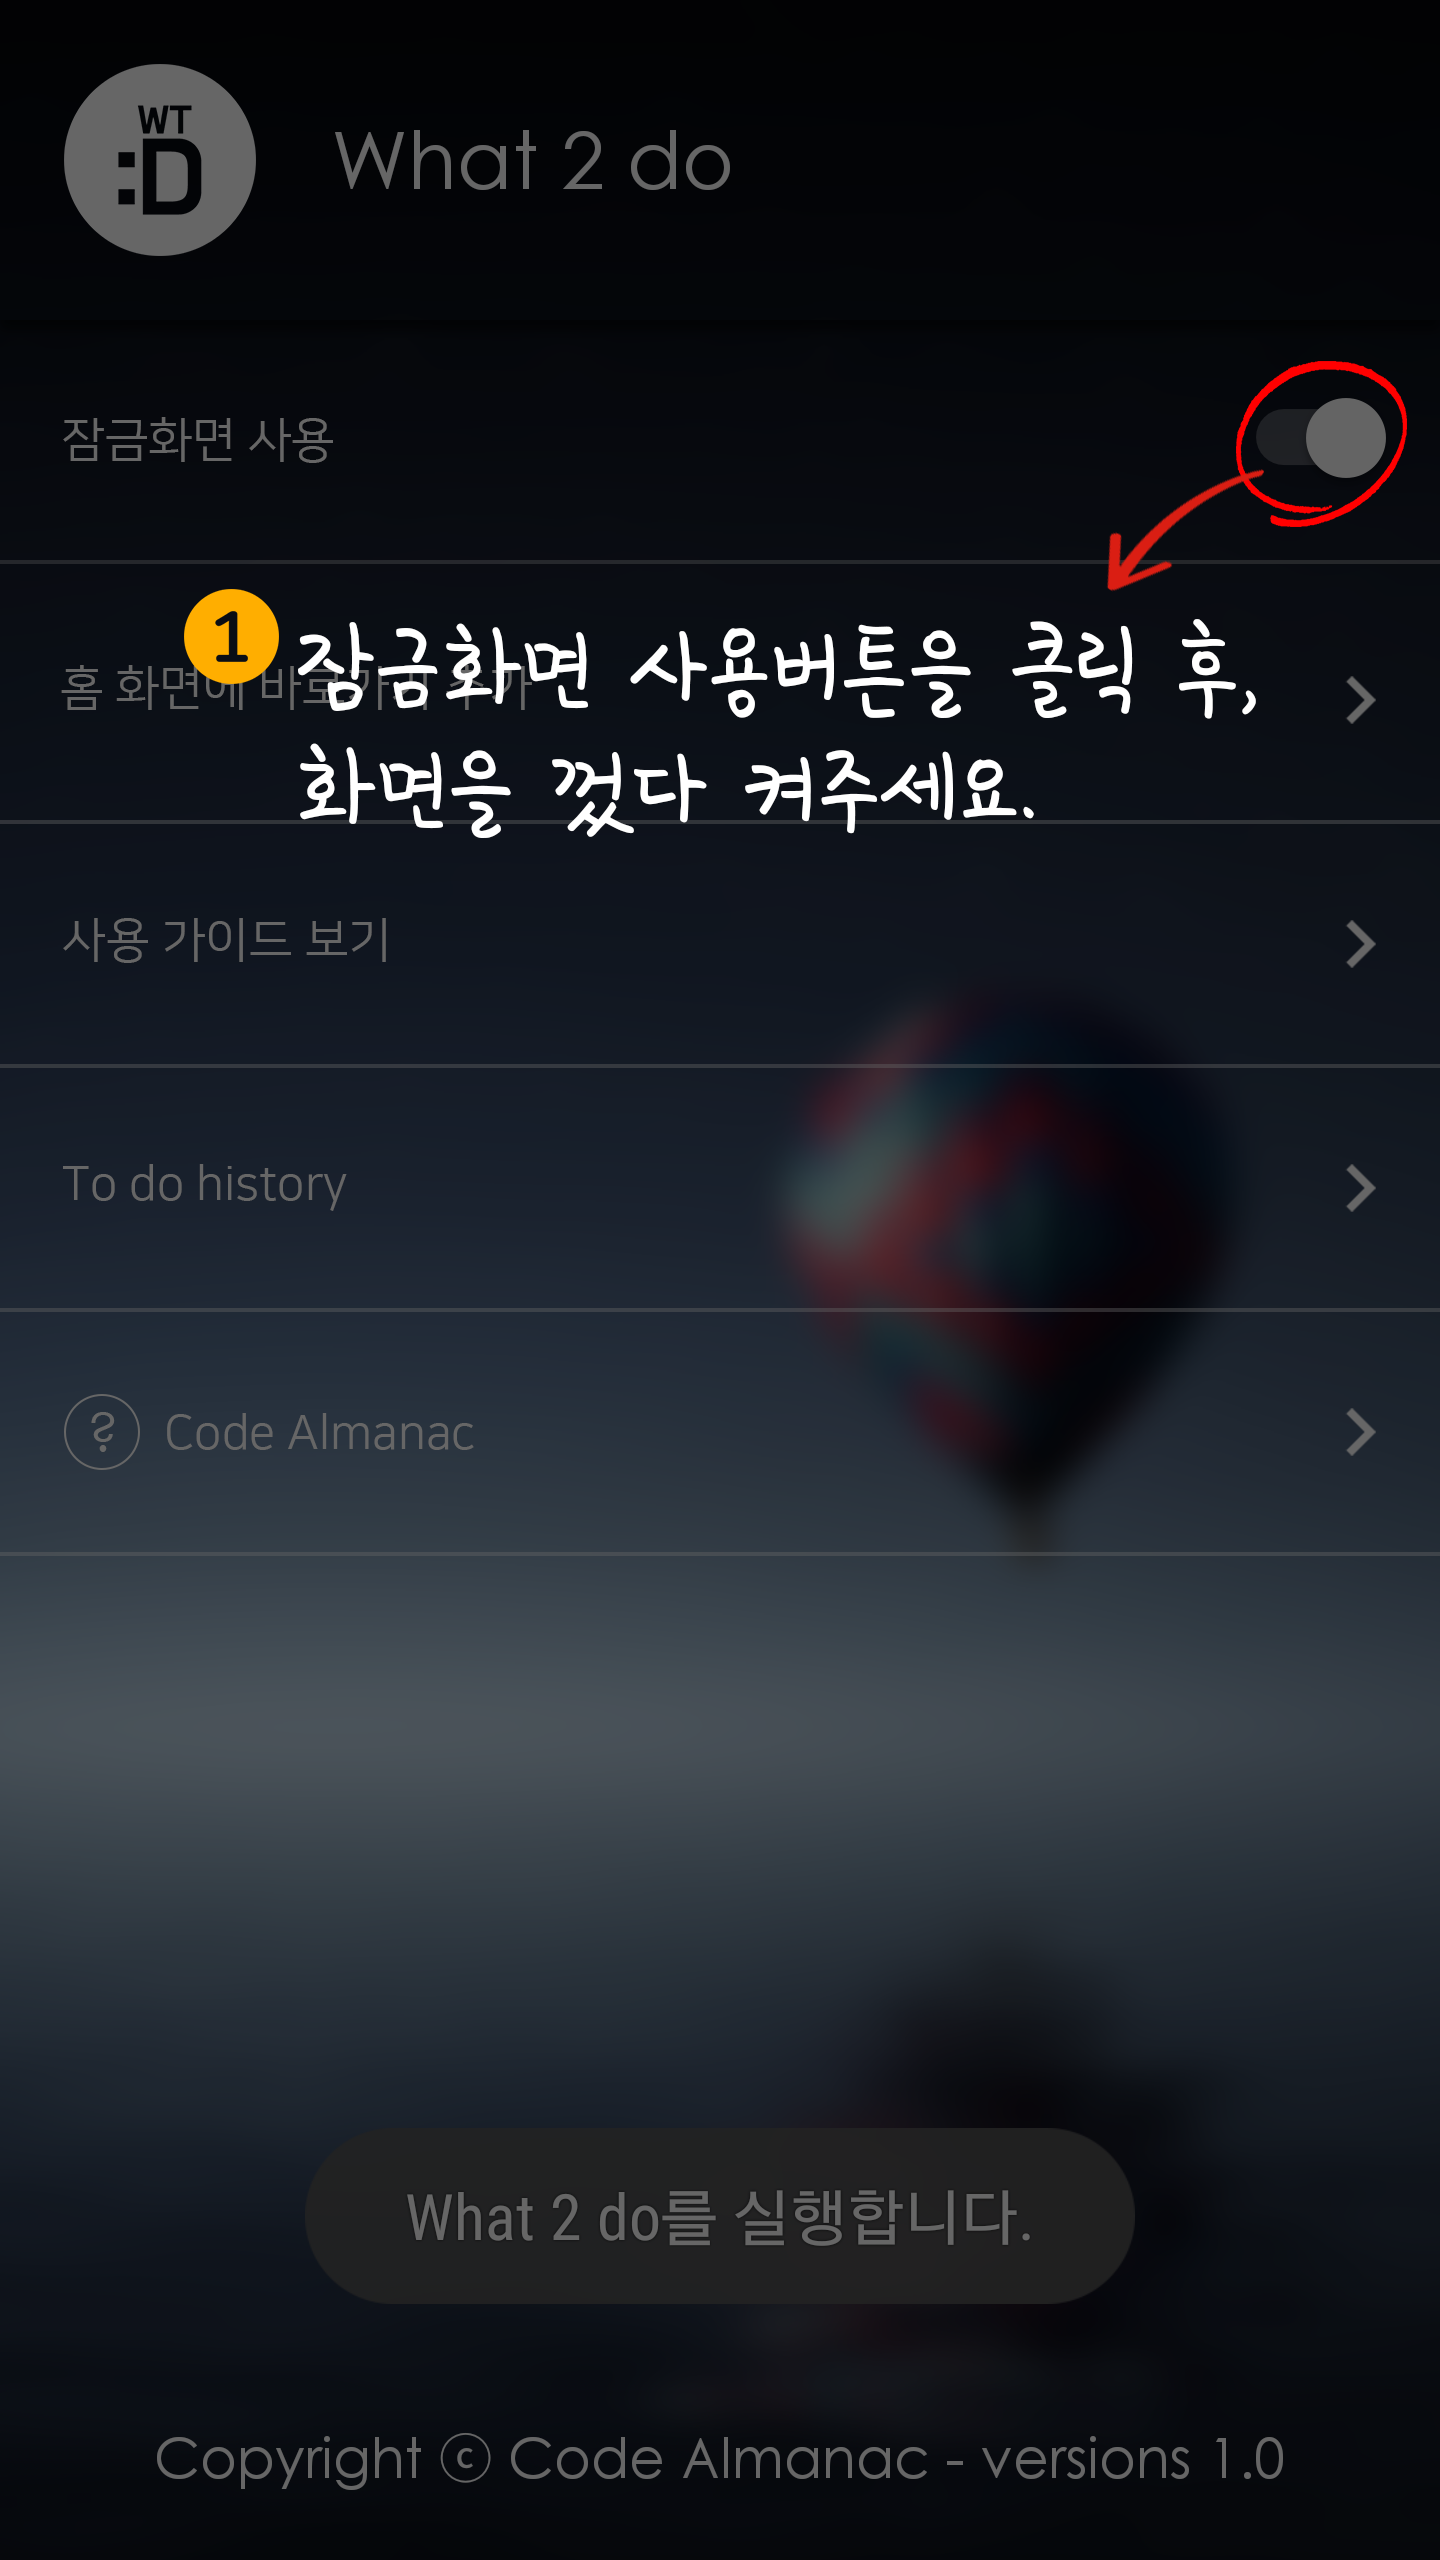 WT
:D
What 2 do
잠금화면 사용
1 잠금화면 사용버튼을 클릭 후,
홈 화면에 바로가기 추가
화면을 껐다 켜주세요.
사용 가이드 보기
To do history
? Code Almanac
What 2 do를 실행합니다.
Copyright ⓒ Code Almanac - versions 1.0